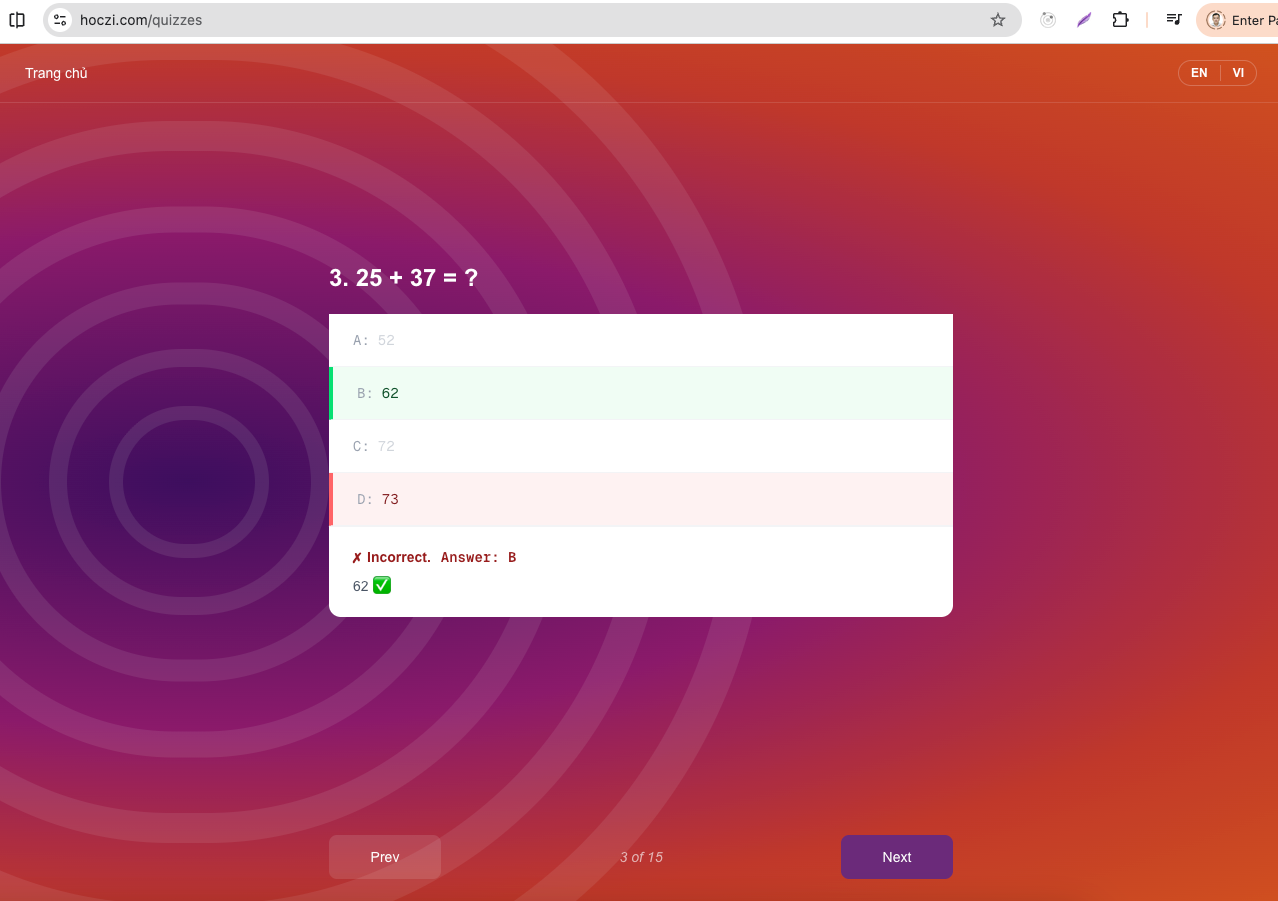 hoczi.com/quizzes
Enter Pa
Trang chủ
EN
VI
3. 25 + 37 = ?
A: 52
B: 62
C: 72
D: 73
✗ Incorrect. Answer: B
62 ✅
Prev
3 of 15
Next